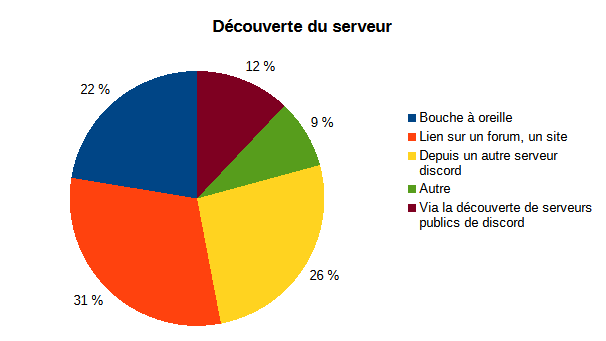 Découverte du serveur
12 %
22 %
9 %
26 %
31 %
Bouche à oreille
Lien sur un forum, un site
Depuis un autre serveur
discord
Autre
Via la découverte de serveurs
publics de discord